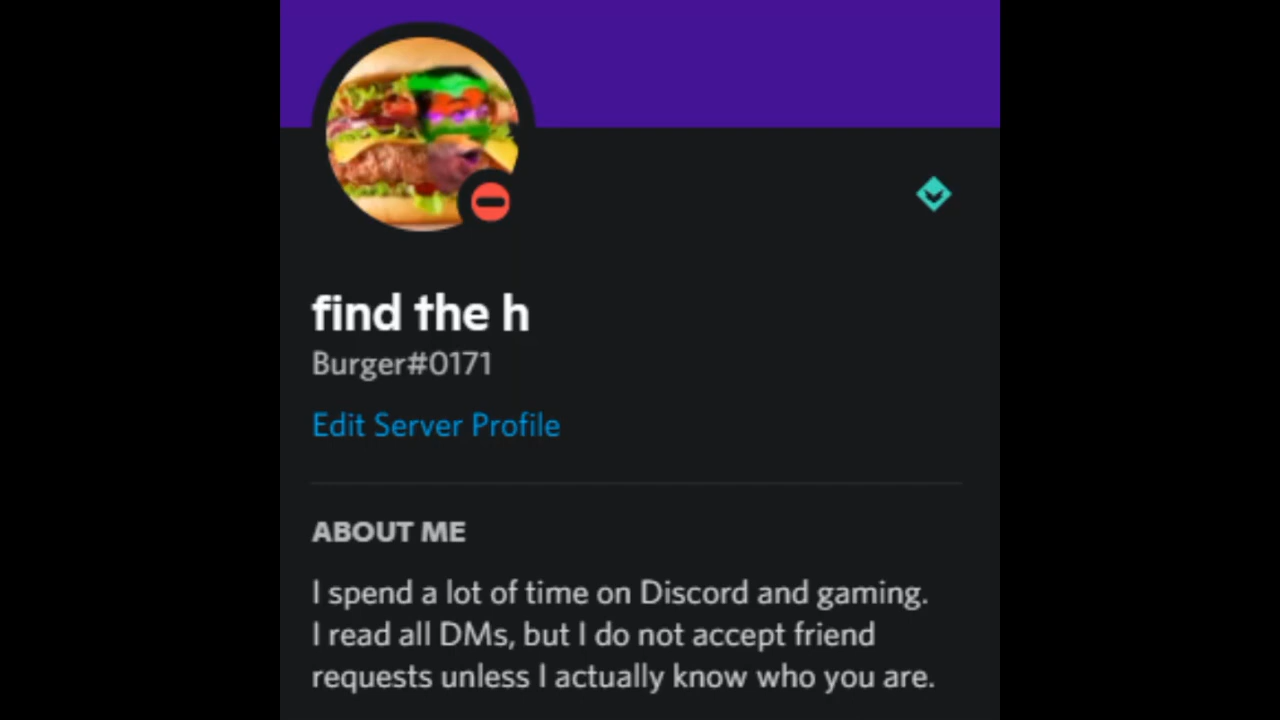 find the h
Burger#0171
Edit Server Profile
ABOUT ME
I spend a lot of time on Discord and gaming.
I read all DMs, but I do not accept friend
requests unless I actually know who you are.